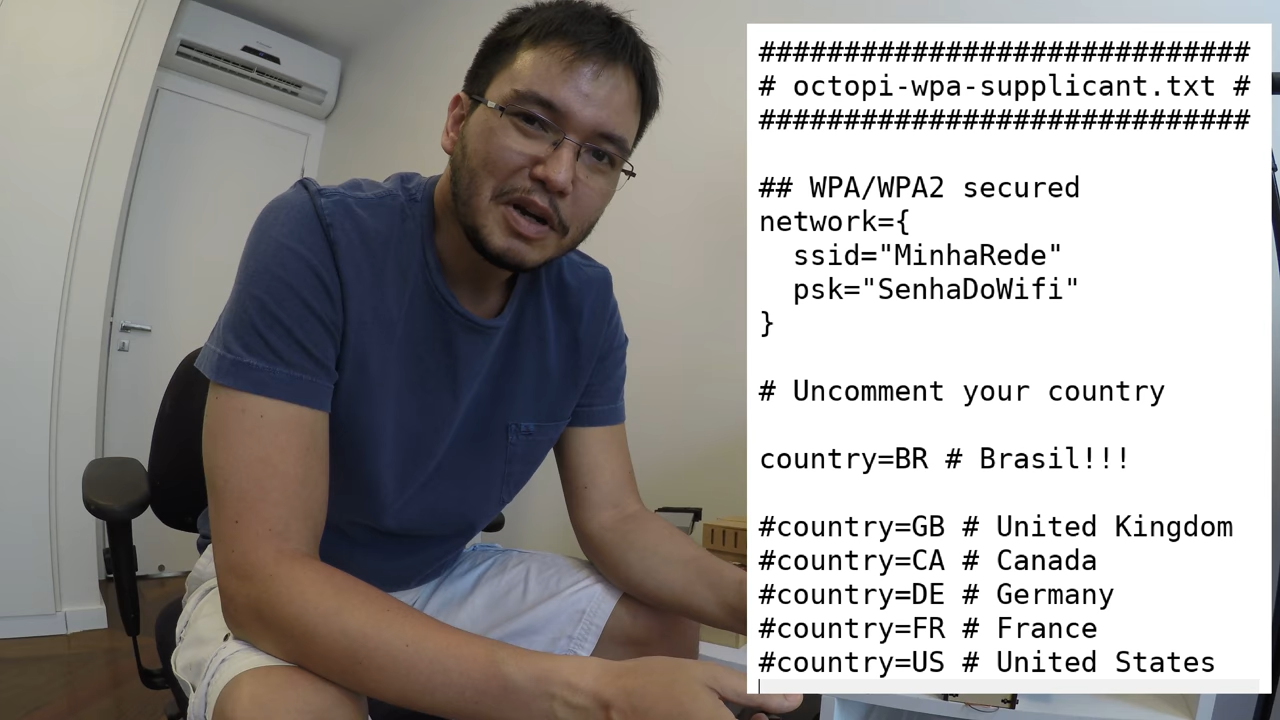 #############################
# octopi-wpa-supplicant.txt #
#############################
## WPA/WPA2 secured
network={
  ssid="MinhaRede"
  psk="SenhaDoWifi"
}
# Uncomment your country
country=BR # Brasil!!!
#country=GB # United Kingdom
#country=CA # Canada
#country=DE # Germany
#country=FR # France
#country=US # United States